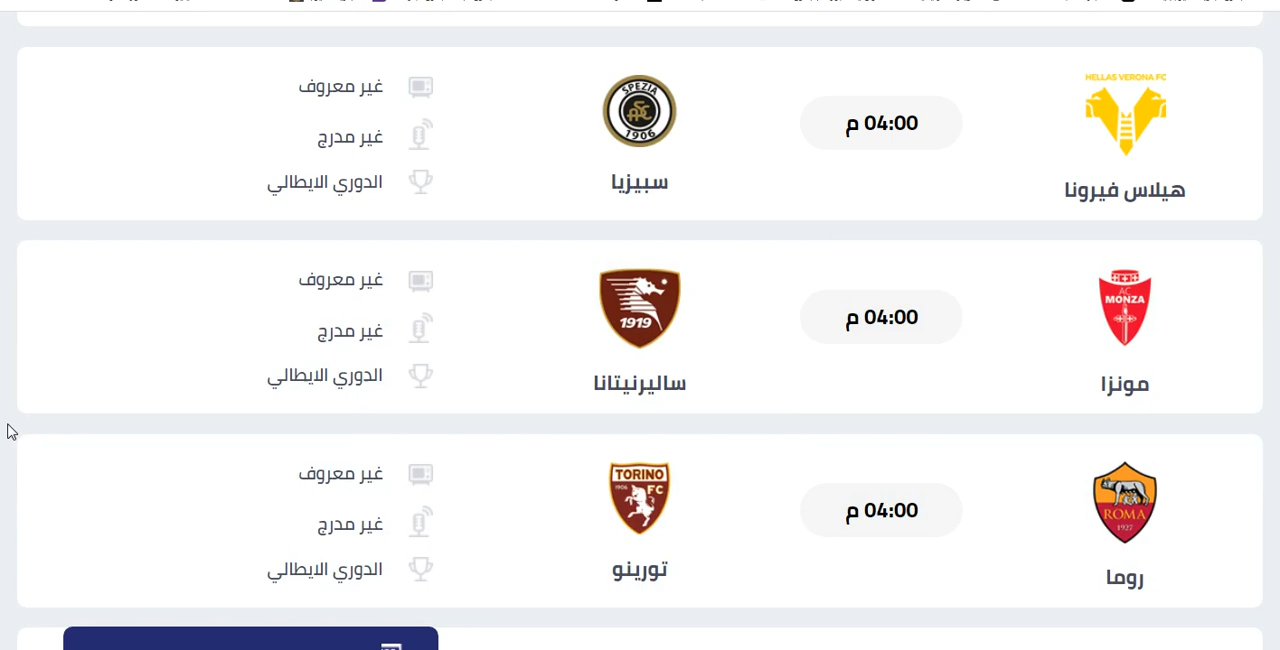 HELLAS VERONA FC
هيلاس فيرونا
04:00 م
SPEZIA
1906
سبيزيا
غير معروف
غير مدرج
الدوري الايطالي
AC
MONZA
مونزا
04:00 م
1919
ساليرنيتانا
غير معروف
غير مدرج
الدوري الايطالي
ROMA
1927
روما
04:00 م
TORINO
1906
FC
تورينو
غير معروف
غير مدرج
الدوري الايطالي